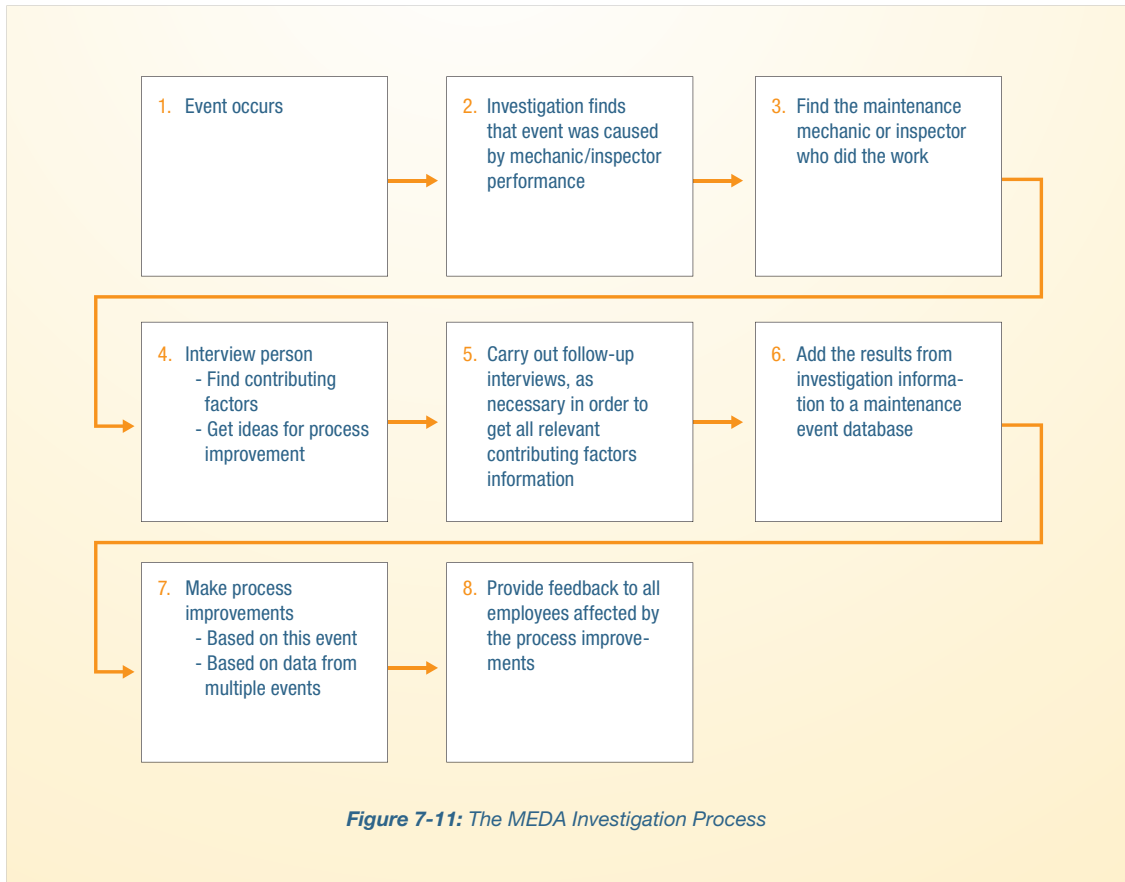 1. Event occurs
2. Investigation finds
that event was caused
by mechanic/inspector
performance
3. Find the maintenance
mechanic or inspector
who did the work
4. Interview person
- Find contributing
factors
- Get ideas for process
improvement
5. Carry out follow-up
interviews, as
necessary in order to
get all relevant
contributing factors
information
6. Add the results from
investigation informa-
tion to a maintenance
event database
7. Make process
improvements
- Based on this event
- Based on data from
multiple events
8. Provide feedback to all
employees affected by
the process improve-
ments
Figure 7-11: The MEDA Investigation Process